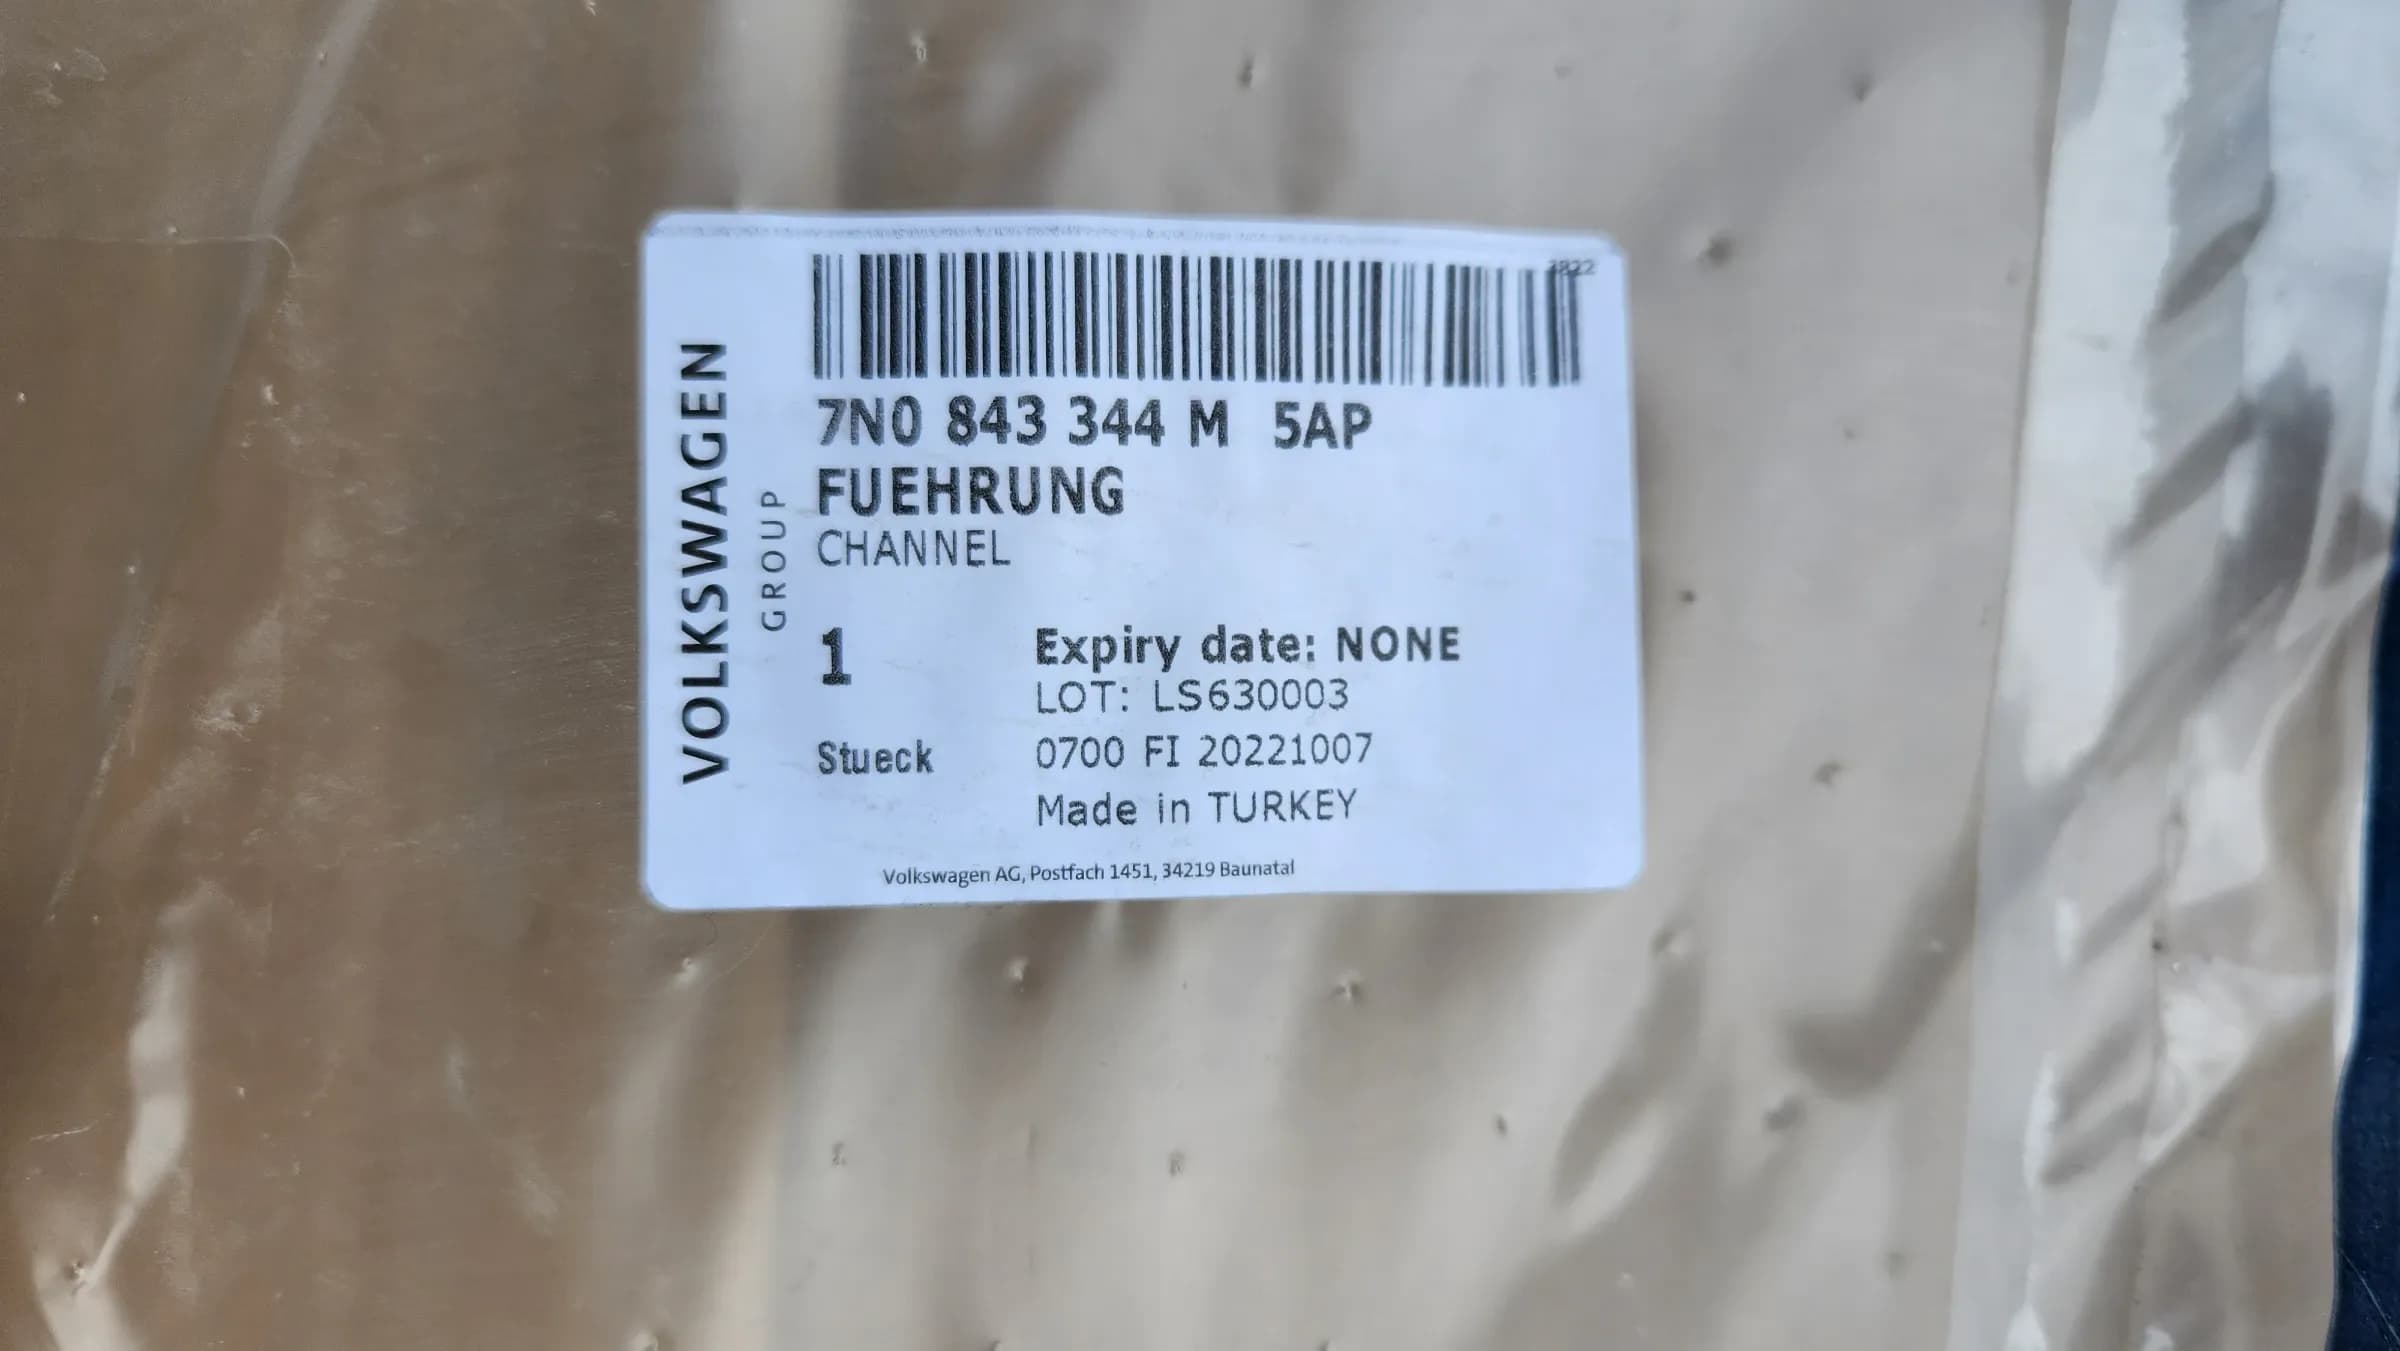 VOLKSWAGEN
GROUP
7N0 843 344 M 5AP
FUEHRUNG
CHANNEL
1
Stueck
Expiry date: NONE
LOT: LS630003
0700 FI 20221007
Made in TURKEY
Volkswagen AG, Postfach 1451, 34219 Baunatal